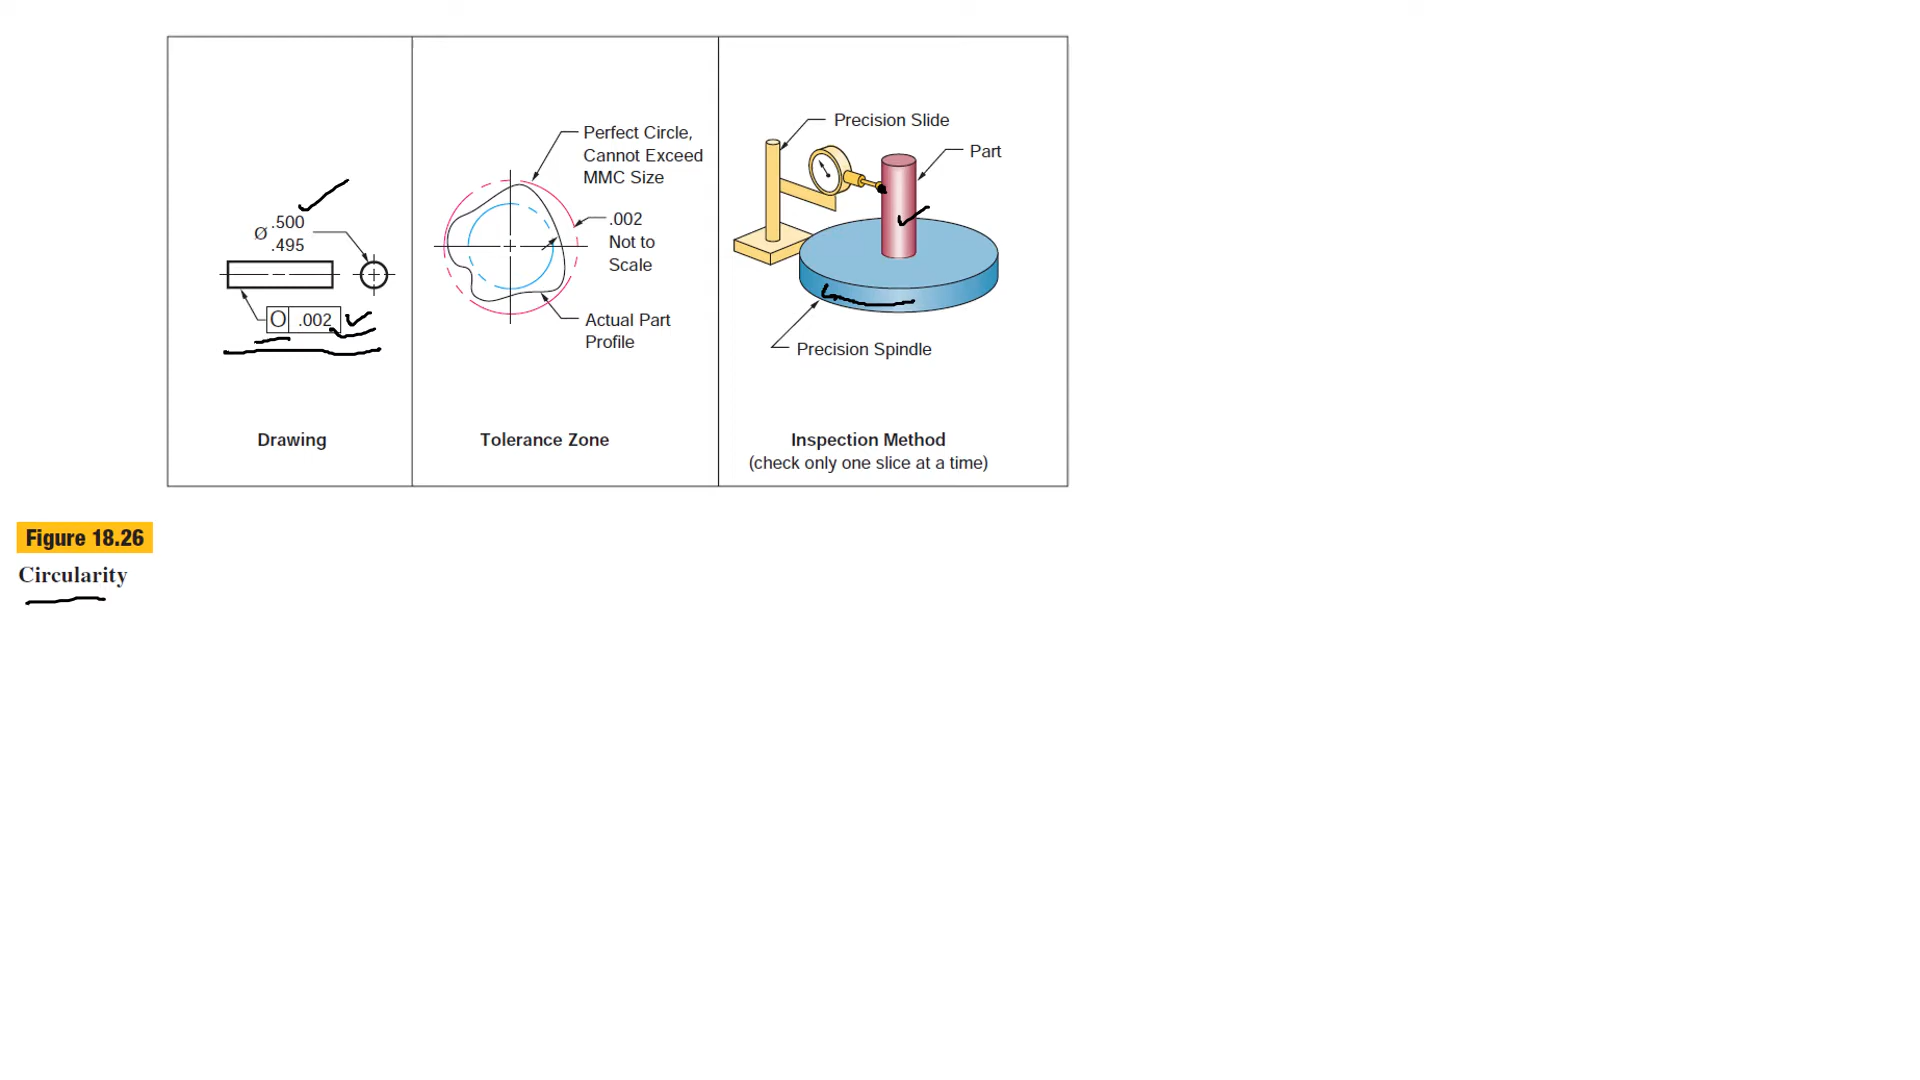 Ø .500
.495
O .002
Drawing
Perfect Circle,
Cannot Exceed
MMC Size
.002
Not to
Scale
Actual Part
Profile
Tolerance Zone
Precision Slide
Part
Precision Spindle
Inspection Method
(check only one slice at a time)
Figure 18.26
Circularity